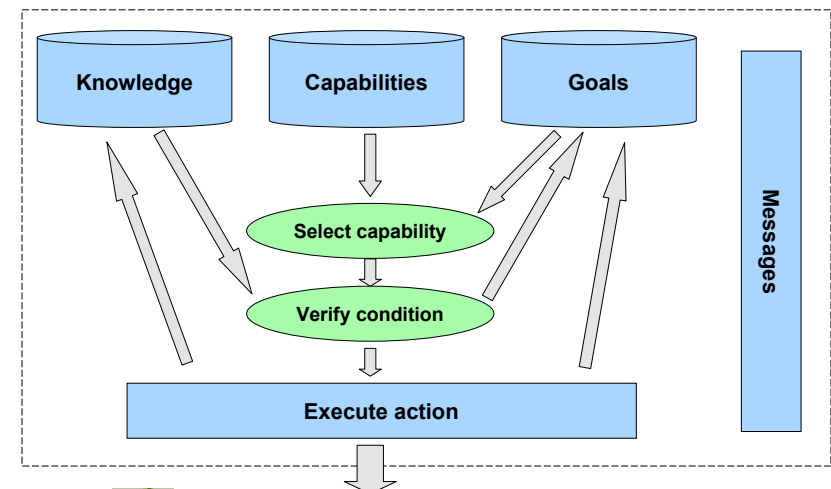 Knowledge
Capabilities
Goals
Messages
Select capability
Verify condition
Execute action